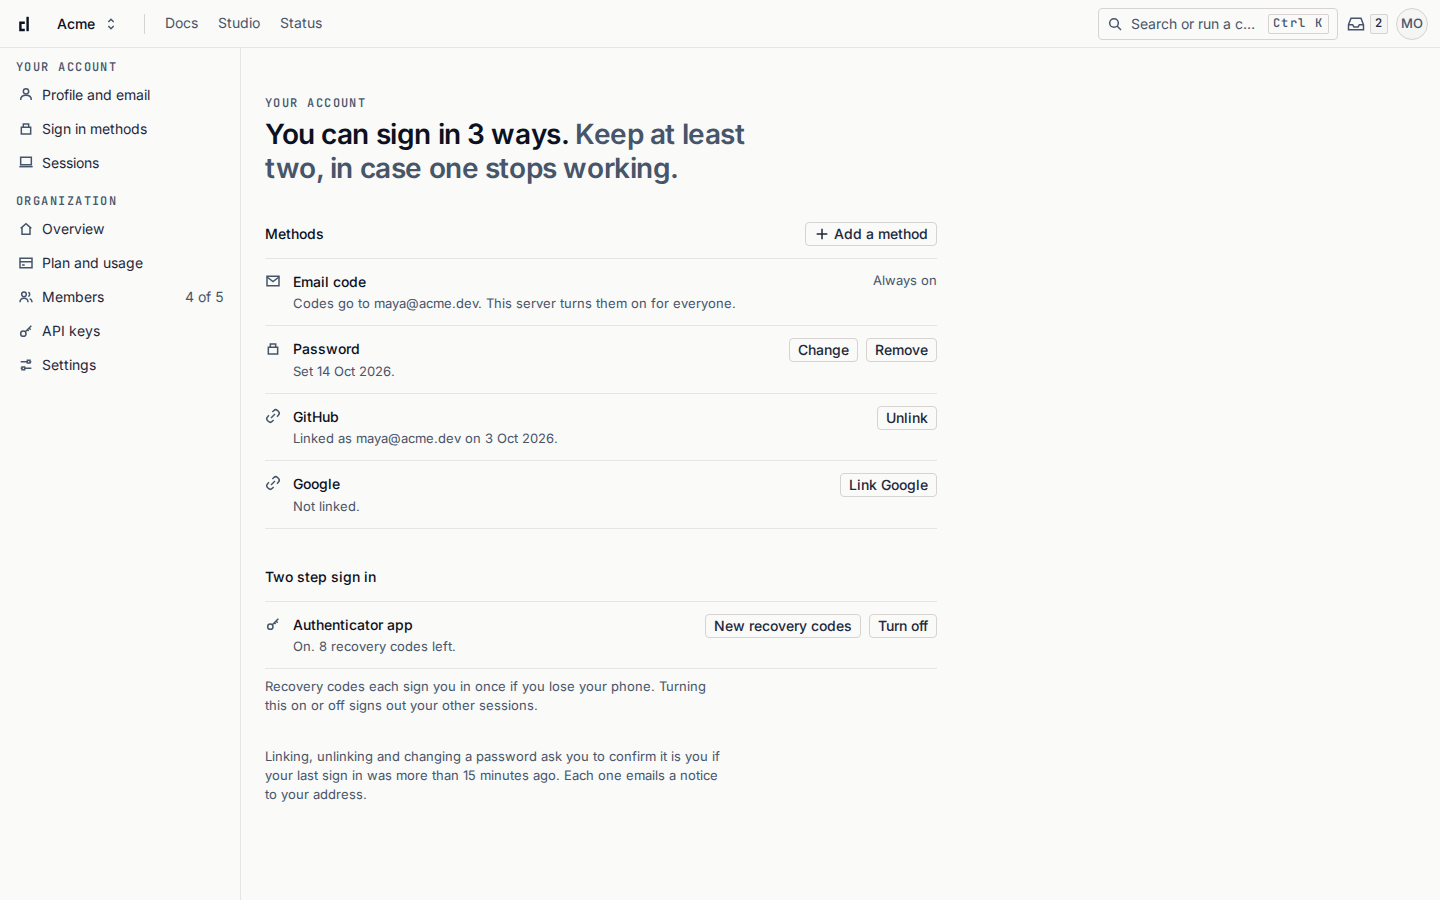 Acme
Docs
Studio
Status
Search or run a c...
Ctrl K
2
MO
YOUR ACCOUNT
Profile and email
Sign in methods
Sessions
ORGANIZATION
Overview
Plan and usage
Members
4 of 5
API keys
Settings
YOUR ACCOUNT
You can sign in 3 ways. Keep at least
two, in case one stops working.
Methods
Add a method
Email code
Always on
Codes go to maya@acme.dev. This server turns them on for everyone.
Password
Change
Remove
Set 14 Oct 2026.
GitHub
Unlink
Linked as maya@acme.dev on 3 Oct 2026.
Google
Link Google
Not linked.
Two step sign in
Authenticator app
New recovery codes
Turn off
On. 8 recovery codes left.
Recovery codes each sign you in once if you lose your phone. Turning
this on or off signs out your other sessions.
Linking, unlinking and changing a password ask you to confirm it is you if
your last sign in was more than 15 minutes ago. Each one emails a notice
to your address.